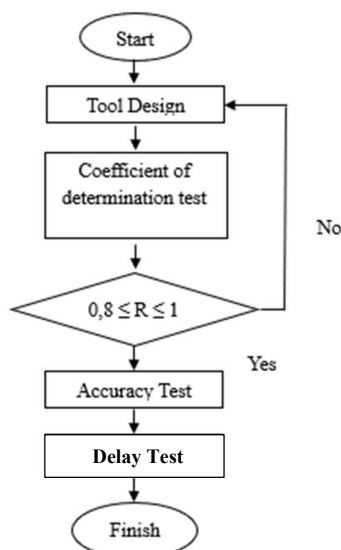 Start
Tool Design
Coefficient of
determination test
No
0,8 ≤ R ≤ 1
Yes
Accuracy Test
Delay Test
Finish